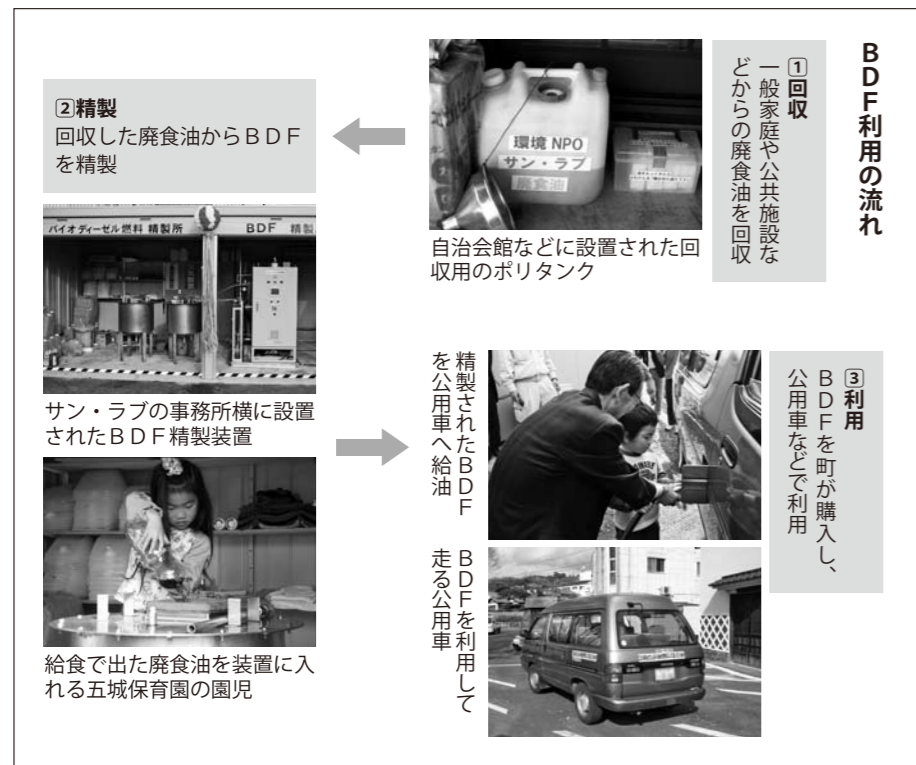 BDF利用の流れ
①回収
一般家庭や公共施設な
どからの廃食油を回収
環境 NPO
サン・ラブ
廃食油
自治会館などに設置された回
収用のポリタンク
②精製
回収した廃食油からBDF
を精製
バイオディーゼル燃料 精製所
BDF 精製
サン・ラブの事務所横に設置
されたBDF精製装置
給食で出た廃食油を装置に入
れる五城保育園の園児
③利用
BDFを町が購入し、
公用車などで利用
精製されたBDF
を公用車へ給油
BDFを利用して
走る公用車